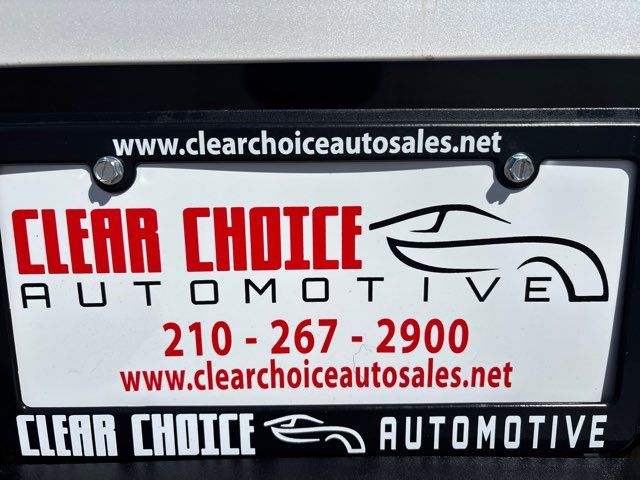 www.clearchoiceautosales.net
CLEAR CHOICE
AUTOMOTIVE
210 - 267 - 2900
www.clearchoiceautosales.net
CLEAR CHOICE AUTOMOTIVE